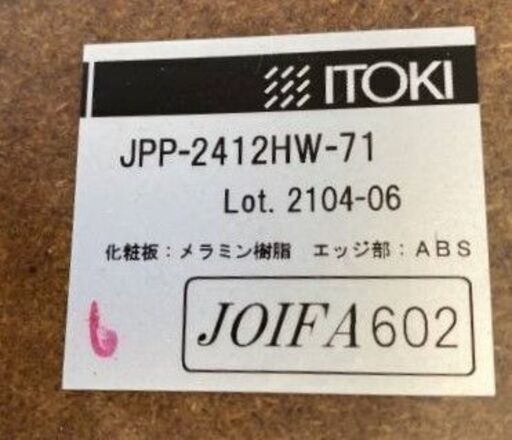 ITOKI
JPP-2412HW-71
Lot. 2104-06
化粧板：メラミン樹脂 エッジ部：ABS
JOIFA602